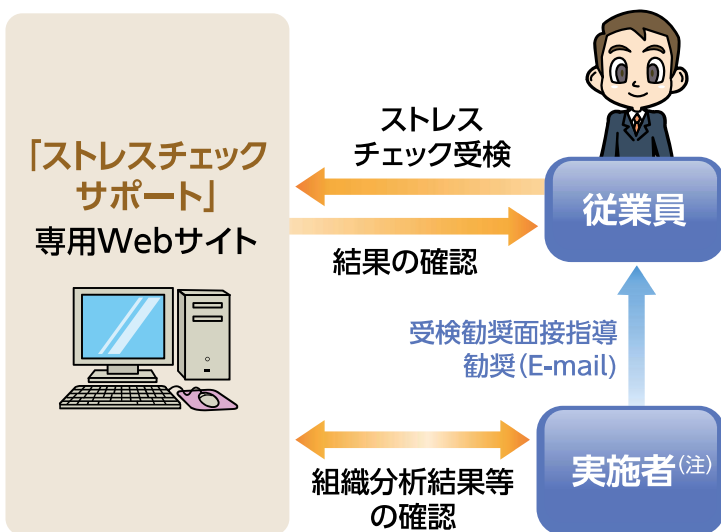 「ストレスチェック
サポート」
専用Webサイト
ストレス
チェック受検
従業員
結果の確認
受検勧奨面接指導
勧奨(E-mail)
実施者(注)
組織分析結果等
の確認